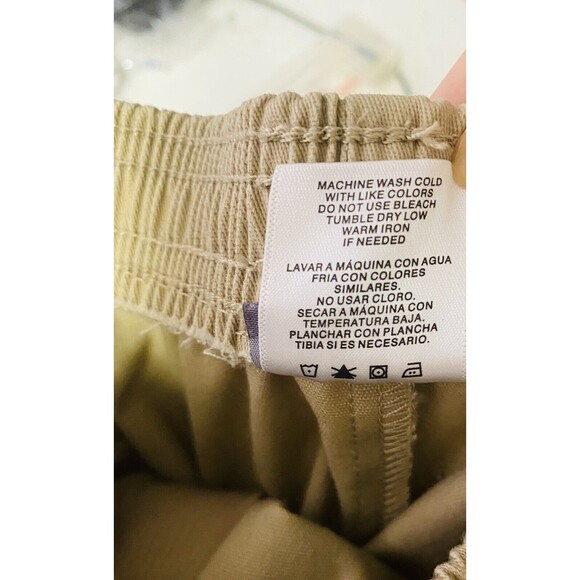 MACHINE WASH COLD
WITH LIKE COLORS
DO NOT USE BLEACH
TUMBLE DRY LOW
WARM IRON
IF NEEDED
LAVAR A MÁQUINA CON AGUA
FRIA CON COLORES
SIMILARES.
NO USAR CLORO.
SECAR A MÁQUINA CON
TEMPERATURA BAJA.
PLANCHAR CON PLANCHA
TIBIA SI ES NECESARIO.